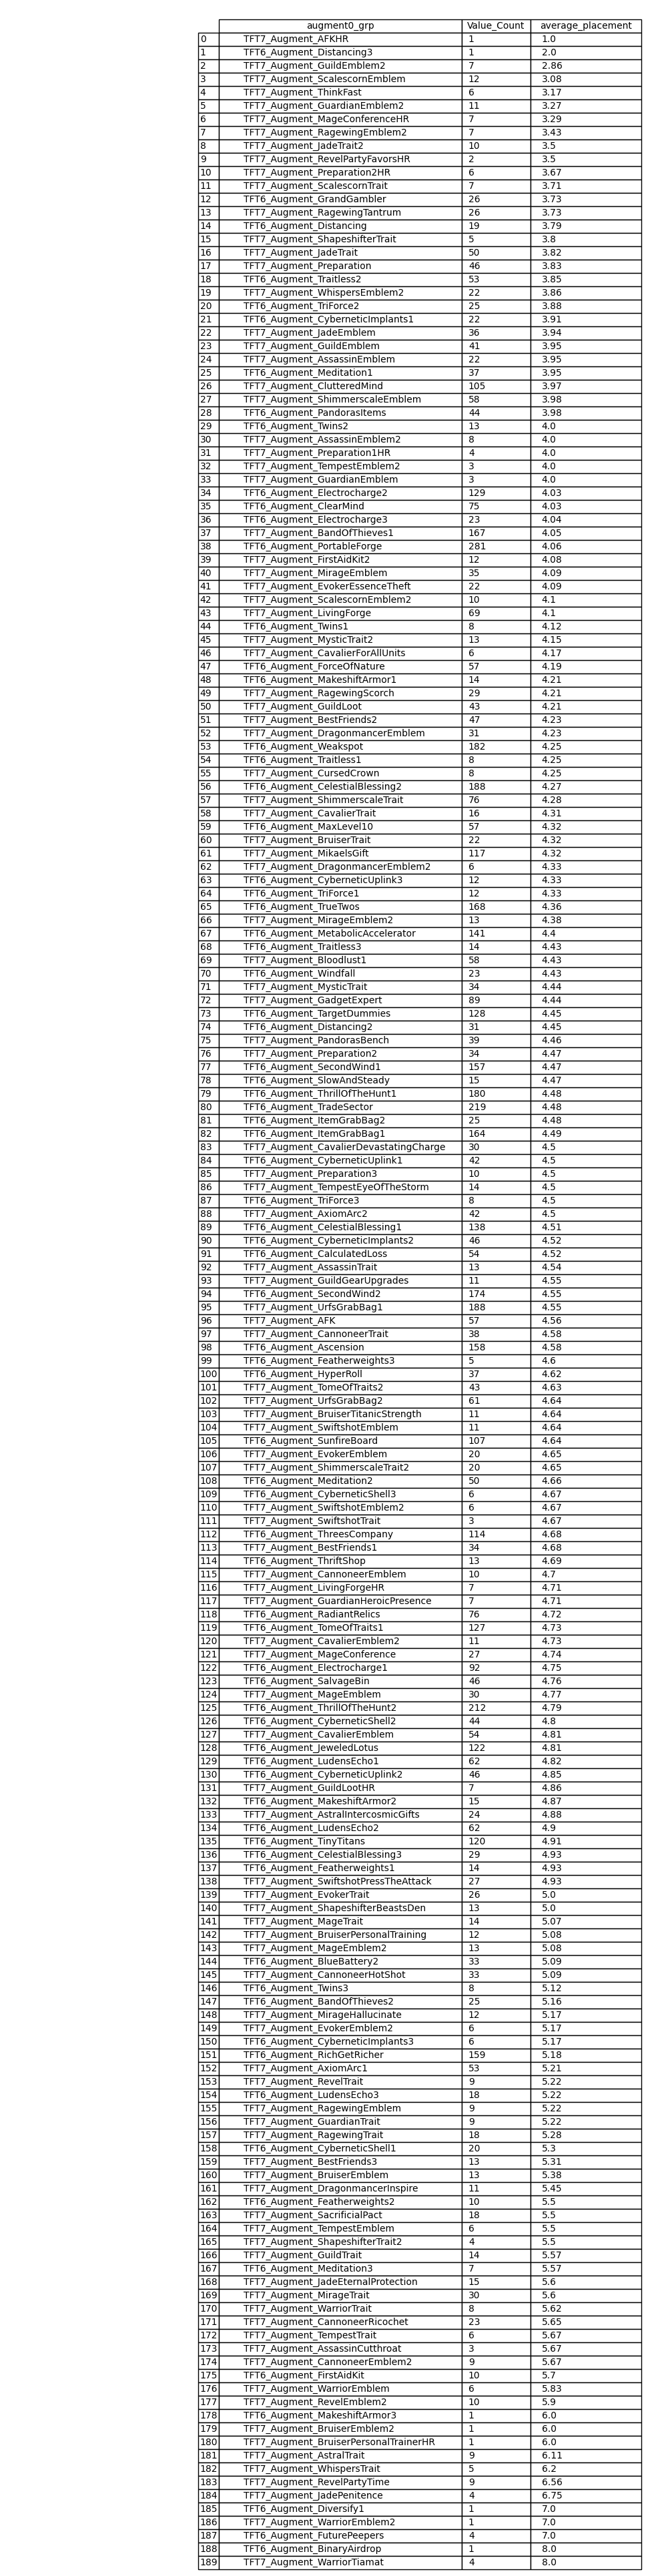 augment0_grp Value_Count average_placement
0 TFT7_Augment_AFKHR 1 1.0
1 TFT6_Augment_Distancing3 1 2.0
2 TFT7_Augment_GuildEmblem2 7 2.86
3 TFT7_Augment_ScalescornEmblem 12 3.08
4 TFT7_Augment_ThinkFast 6 3.17
5 TFT7_Augment_GuardianEmblem2 11 3.27
6 TFT7_Augment_MageConferenceHR 7 3.29
7 TFT7_Augment_RagewingEmblem2 7 3.43
8 TFT7_Augment_JadeTrait2 10 3.5
9 TFT7_Augment_RevelPartyFavorsHR 2 3.5
10 TFT7_Augment_Preparation2HR 6 3.67
11 TFT7_Augment_ScalescornTrait 7 3.71
12 TFT6_Augment_GrandGambler 26 3.73
13 TFT7_Augment_RagewingTantrum 26 3.73
14 TFT6_Augment_Distancing 19 3.79
15 TFT7_Augment_ShapeshifterTrait 5 3.8
16 TFT7_Augment_JadeTrait 50 3.82
17 TFT7_Augment_Preparation 46 3.83
18 TFT6_Augment_Traitless2 53 3.85
19 TFT7_Augment_WhispersEmblem2 22 3.86
20 TFT6_Augment_TriForce2 25 3.88
21 TFT6_Augment_CyberneticImplants1 22 3.91
22 TFT7_Augment_JadeEmblem 36 3.94
23 TFT7_Augment_GuildEmblem 41 3.95
24 TFT7_Augment_AssassinEmblem 22 3.95
25 TFT6_Augment_Meditation1 37 3.95
26 TFT7_Augment_ClutteredMind 105 3.97
27 TFT7_Augment_ShimmerscaleEmblem 58 3.98
28 TFT6_Augment_PandorasItems 44 3.98
29 TFT6_Augment_Twins2 13 4.0
30 TFT7_Augment_AssassinEmblem2 8 4.0
31 TFT7_Augment_Preparation1HR 4 4.0
32 TFT7_Augment_TempestEmblem2 3 4.0
33 TFT7_Augment_GuardianEmblem 3 4.0
34 TFT6_Augment_Electrocharge2 129 4.03
35 TFT6_Augment_ClearMind 75 4.03
36 TFT6_Augment_Electrocharge3 23 4.04
37 TFT7_Augment_BandOfThieves1 167 4.05
38 TFT6_Augment_PortableForge 281 4.06
39 TFT7_Augment_FirstAidKit2 12 4.08
40 TFT7_Augment_MirageEmblem 35 4.09
41 TFT7_Augment_EvokerEssenceTheft 22 4.09
42 TFT7_Augment_ScalescornEmblem2 10 4.1
43 TFT7_Augment_LivingForge 69 4.1
44 TFT6_Augment_Twins1 8 4.12
45 TFT7_Augment_MysticTrait2 13 4.15
46 TFT7_Augment_CavalierForAllUnits 6 4.17
47 TFT6_Augment_ForceOfNature 57 4.19
48 TFT6_Augment_MakeshiftArmor1 14 4.21
49 TFT7_Augment_RagewingScorch 29 4.21
50 TFT7_Augment_GuildLoot 43 4.21
51 TFT7_Augment_BestFriends2 47 4.23
52 TFT7_Augment_DragonmancerEmblem 31 4.23
53 TFT6_Augment_Weakspot 182 4.25
54 TFT6_Augment_Traitless1 8 4.25
55 TFT7_Augment_CursedCrown 8 4.25
56 TFT6_Augment_CelestialBlessing2 188 4.27
57 TFT7_Augment_ShimmerscaleTrait 76 4.28
58 TFT7_Augment_CavalierTrait 16 4.31
59 TFT6_Augment_MaxLevel10 57 4.32
60 TFT7_Augment_BruiserTrait 22 4.32
61 TFT7_Augment_MikaelsGift 117 4.32
62 TFT7_Augment_DragonmancerEmblem2 6 4.33
63 TFT6_Augment_CyberneticUplink3 12 4.33
64 TFT6_Augment_TriForce1 12 4.33
65 TFT6_Augment_TrueTwos 168 4.36
66 TFT7_Augment_MirageEmblem2 13 4.38
67 TFT6_Augment_MetabolicAccelerator 141 4.4
68 TFT6_Augment_Traitless3 14 4.43
69 TFT7_Augment_Bloodlust1 58 4.43
70 TFT6_Augment_Windfall 23 4.43
71 TFT7_Augment_MysticTrait 34 4.44
72 TFT7_Augment_GadgetExpert 89 4.44
73 TFT6_Augment_TargetDummies 128 4.45
74 TFT6_Augment_Distancing2 31 4.45
75 TFT7_Augment_PandorasBench 39 4.46
76 TFT7_Augment_Preparation2 34 4.47
77 TFT6_Augment_SecondWind1 157 4.47
78 TFT6_Augment_SlowAndSteady 15 4.47
79 TFT6_Augment_ThrillOfTheHunt1 180 4.48
80 TFT6_Augment_TradeSector 219 4.48
81 TFT6_Augment_ItemGrabBag2 25 4.48
82 TFT6_Augment_ItemGrabBag1 164 4.49
83 TFT7_Augment_CavalierDevastatingCharge 30 4.5
84 TFT6_Augment_CyberneticUplink1 42 4.5
85 TFT7_Augment_Preparation3 10 4.5
86 TFT7_Augment_TempestEyeOfTheStorm 14 4.5
87 TFT6_Augment_TriForce3 8 4.5
88 TFT7_Augment_AxiomArc2 42 4.5
89 TFT6_Augment_CelestialBlessing1 138 4.51
90 TFT6_Augment_CyberneticImplants2 46 4.52
91 TFT6_Augment_CalculatedLoss 54 4.52
92 TFT7_Augment_AssassinTrait 13 4.54
93 TFT7_Augment_GuildGearUpgrades 11 4.55
94 TFT6_Augment_SecondWind2 174 4.55
95 TFT7_Augment_UrfsGrabBag1 188 4.55
96 TFT7_Augment_AFK 57 4.56
97 TFT7_Augment_CannoneerTrait 38 4.58
98 TFT6_Augment_Ascension 158 4.58
99 TFT6_Augment_Featherweights3 5 4.6
100 TFT6_Augment_HyperRoll 37 4.62
101 TFT6_Augment_TomeOfTraits2 43 4.63
102 TFT7_Augment_UrfsGrabBag2 61 4.64
103 TFT7_Augment_BruiserTitanicStrength 11 4.64
104 TFT7_Augment_SwiftshotEmblem 11 4.64
105 TFT6_Augment_SunfireBoard 107 4.64
106 TFT7_Augment_EvokerEmblem 20 4.65
107 TFT7_Augment_ShimmerscaleTrait2 20 4.65
108 TFT6_Augment_Meditation2 50 4.66
109 TFT6_Augment_CyberneticShell3 6 4.67
110 TFT7_Augment_SwiftshotEmblem2 6 4.67
111 TFT7_Augment_SwiftshotTrait 3 4.67
112 TFT6_Augment_ThreesCompany 114 4.68
113 TFT7_Augment_BestFriends1 34 4.68
114 TFT6_Augment_ThriftShop 13 4.69
115 TFT7_Augment_CannoneerEmblem 10 4.7
116 TFT7_Augment_LivingForgeHR 7 4.71
117 TFT7_Augment_GuardianHeroicPresence 7 4.71
118 TFT6_Augment_RadiantRelics 76 4.72
119 TFT6_Augment_TomeOfTraits1 127 4.73
120 TFT7_Augment_CavalierEmblem2 11 4.73
121 TFT7_Augment_MageConference 27 4.74
122 TFT6_Augment_Electrocharge1 92 4.75
123 TFT6_Augment_SalvageBin 46 4.76
124 TFT7_Augment_MageEmblem 30 4.77
125 TFT6_Augment_ThrillOfTheHunt2 212 4.79
126 TFT6_Augment_CyberneticShell2 44 4.8
127 TFT7_Augment_CavalierEmblem 54 4.81
128 TFT6_Augment_JeweledLotus 122 4.81
129 TFT6_Augment_LudensEcho1 62 4.82
130 TFT6_Augment_CyberneticUplink2 46 4.85
131 TFT7_Augment_GuildLootHR 7 4.86
132 TFT6_Augment_MakeshiftArmor2 15 4.87
133 TFT7_Augment_AstralIntercosmicGifts 24 4.88
134 TFT6_Augment_LudensEcho2 62 4.9
135 TFT6_Augment_TinyTitans 120 4.91
136 TFT6_Augment_CelestialBlessing3 29 4.93
137 TFT6_Augment_Featherweights1 14 4.93
138 TFT7_Augment_SwiftshotPressTheAttack 27 4.93
139 TFT7_Augment_EvokerTrait 26 5.0
140 TFT7_Augment_ShapeshifterBeastsDen 13 5.0
141 TFT7_Augment_MageTrait 14 5.07
142 TFT7_Augment_BruiserPersonalTraining 12 5.08
143 TFT7_Augment_MageEmblem2 13 5.08
144 TFT6_Augment_BlueBattery2 33 5.09
145 TFT7_Augment_CannoneerHotShot 33 5.09
146 TFT6_Augment_Twins3 8 5.12
147 TFT6_Augment_BandOfThieves2 25 5.16
148 TFT7_Augment_MirageHallucinate 12 5.17
149 TFT7_Augment_EvokerEmblem2 6 5.17
150 TFT6_Augment_CyberneticImplants3 6 5.17
151 TFT6_Augment_RichGetRicher 159 5.18
152 TFT7_Augment_AxiomArc1 53 5.21
153 TFT7_Augment_RevelTrait 9 5.22
154 TFT6_Augment_LudensEcho3 18 5.22
155 TFT7_Augment_RagewingEmblem 9 5.22
156 TFT7_Augment_GuardianTrait 9 5.22
157 TFT7_Augment_RagewingTrait 18 5.28
158 TFT6_Augment_CyberneticShell1 20 5.3
159 TFT7_Augment_BestFriends3 13 5.31
160 TFT7_Augment_BruiserEmblem 13 5.38
161 TFT7_Augment_DragonmancerInspire 11 5.45
162 TFT6_Augment_Featherweights2 10 5.5
163 TFT7_Augment_SacrificialPact 18 5.5
164 TFT7_Augment_TempestEmblem 6 5.5
165 TFT7_Augment_ShapeshifterTrait2 4 5.5
166 TFT7_Augment_GuildTrait 14 5.57
167 TFT6_Augment_Meditation3 7 5.57
168 TFT7_Augment_JadeEternalProtection 15 5.6
169 TFT7_Augment_MirageTrait 30 5.6
170 TFT7_Augment_WarriorTrait 8 5.62
171 TFT7_Augment_CannoneerRicochet 23 5.65
172 TFT7_Augment_TempestTrait 6 5.67
173 TFT7_Augment_AssassinCutthroat 3 5.67
174 TFT7_Augment_CannoneerEmblem2 9 5.67
175 TFT6_Augment_FirstAidKit 10 5.7
176 TFT7_Augment_WarriorEmblem 6 5.83
177 TFT7_Augment_RevelEmblem2 10 5.9
178 TFT6_Augment_MakeshiftArmor3 1 6.0
179 TFT7_Augment_BruiserEmblem2 1 6.0
180 TFT7_Augment_BruiserPersonalTrainerHR 1 6.0
181 TFT7_Augment_AstralTrait 9 6.11
182 TFT7_Augment_WhispersTrait 5 6.2
183 TFT7_Augment_RevelPartyTime 9 6.56
184 TFT7_Augment_JadePenitence 4 6.75
185 TFT6_Augment_Diversify1 1 7.0
186 TFT7_Augment_WarriorEmblem2 1 7.0
187 TFT6_Augment_FuturePeepers 4 7.0
188 TFT6_Augment_BinaryAirdrop 1 8.0
189 TFT7_Augment_WarriorTiamat 4 8.0